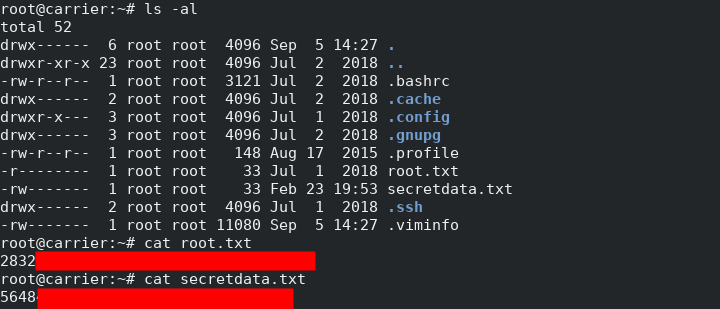 root@carrier:~# ls -al
total 52
drwx------  6 root root  4096 Sep  5 14:27 .
drwxr-xr-x 23 root root  4096 Jul  2  2018 ..
-rw-r--r--  1 root root  3121 Jul  2  2018 .bashrc
drwx------  2 root root  4096 Jul  2  2018 .cache
drwxr-x---  3 root root  4096 Jul  1  2018 .config
drwx------  3 root root  4096 Jul  2  2018 .gnupg
-rw-r--r--  1 root root   148 Aug 17  2015 .profile
-r--------  1 root root    33 Jul  1  2018 root.txt
-rw-------  1 root root    33 Feb 23 19:53 secretdata.txt
drwx------  2 root root  4096 Jul  1  2018 .ssh
-rw-------  1 root root 11080 Sep  5 14:27 .viminfo
root@carrier:~# cat root.txt
2832
root@carrier:~# cat secretdata.txt
5648